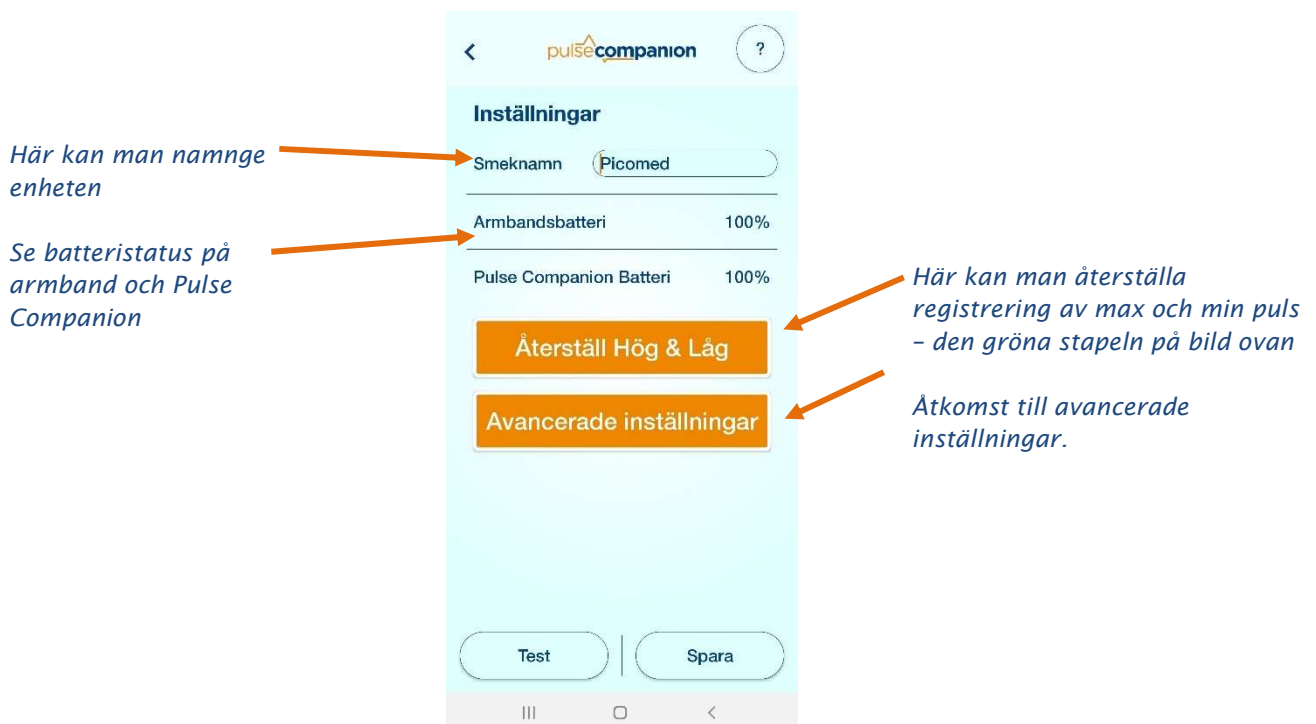 pulsecompanion
?
Inställningar
Här kan man namnge
enheten
Smeknamn Picomed
Se batteristatus på
armband och Pulse
Companion
Armbandsbatteri 100%
Pulse Companion Batteri 100%
Här kan man återställa
registrering av max och min puls
– den gröna stapeln på bild ovan
Återställ Hög & Låg
Åtkomst till avancerade
inställningar.
Avancerade inställningar
Test
Spara